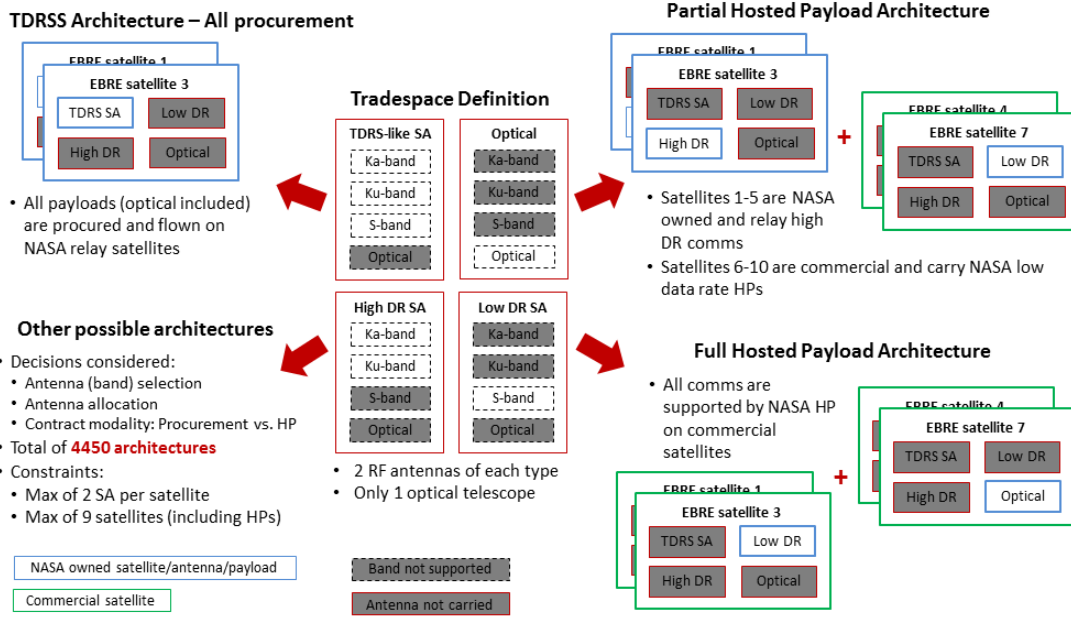 TDRSS Architecture – All procurement
EBRE satellite 1
EBRE satellite 3
TDRS SA
Low DR
High DR
Optical
• All payloads (optical included)
are procured and flown on
NASA relay satellites
Tradespace Definition
TDRS-like SA
Ka-band
Ku-band
S-band
Optical
Optical
Ka-band
Ku-band
S-band
Optical
High DR SA
Ka-band
Ku-band
S-band
Optical
Low DR SA
Ka-band
Ku-band
S-band
Optical
• 2 RF antennas of each type
• Only 1 optical telescope
Band not supported
Antenna not carried
Partial Hosted Payload Architecture
EBRE satellite 1
EBRE satellite 3
TDRS SA
Low DR
High DR
Optical
+
EBRE satellite 4
EBRE satellite 7
TDRS SA
Low DR
High DR
Optical
• Satellites 1-5 are NASA
owned and relay high
DR comms
• Satellites 6-10 are commercial and carry NASA low
data rate HPs
Other possible architectures
• Decisions considered:
• Antenna (band) selection
• Antenna allocation
• Contract modality: Procurement vs. HP
• Total of 4450 architectures
• Constraints:
• Max of 2 SA per satellite
• Max of 9 satellites (including HPs)
NASA owned satellite/antenna/payload
Commercial satellite
Full Hosted Payload Architecture
• All comms are
supported by NASA HP
on commercial
satellites
EBRE satellite 1
EBRE satellite 3
TDRS SA
Low DR
High DR
Optical
+
EBRE satellite 4
EBRE satellite 7
TDRS SA
Low DR
High DR
Optical